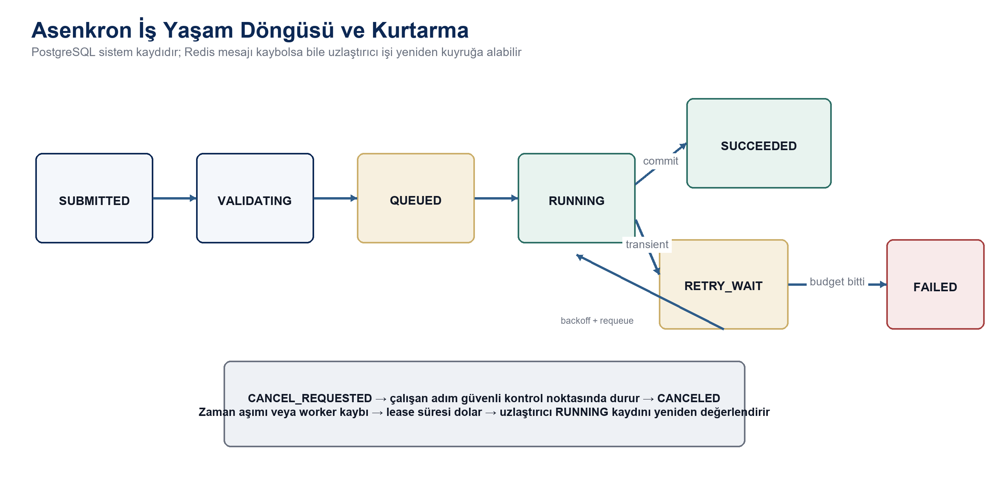 Asenkron İş Yaşam Döngüsü ve Kurtarma
PostgreSQL sistem kaydıdır; Redis mesajı kaybolsa bile uzlaştırıcı işi yeniden kuyruğa alabilir
SUBMITTED
VALIDATING
QUEUED
RUNNING
commit
SUCCEEDED
transient
RETRY_WAIT
budget bitti
FAILED
backoff + requeue
CANCEL_REQUESTED → çalışan adım güvenli kontrol noktasında durur → CANCELED
Zaman aşımı veya worker kaybı → lease süresi dolar → uzlaştırıcı RUNNING kaydını yeniden değerlendirir